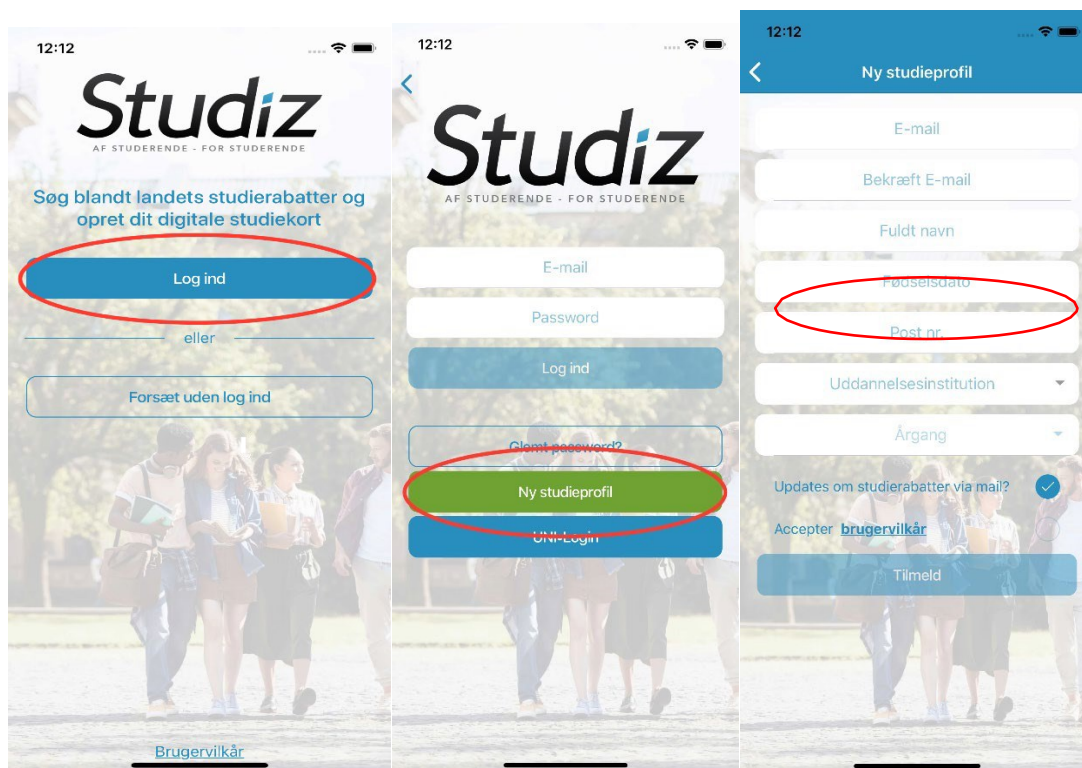 12:12
Studiz
AF STUDERENDE - FOR STUDERENDE
Søg blandt landets studierabatter og
opret dit digitale studiekort
Log ind
eller
Forsæt uden log ind
Brugervilkår
12:12
Studiz
AF STUDERENDE - FOR STUDERENDE
E-mail
Password
Log ind
Glemt password?
Ny studieprofil
UNI-Login
12:12
Ny studieprofil
E-mail
Bekræft E-mail
Fuldt navn
Fødselsdato
Post nr.
Uddannelsesinstitution
Årgang
Updates om studierabatter via mail?
Accepter brugervilkår
Tilmeld